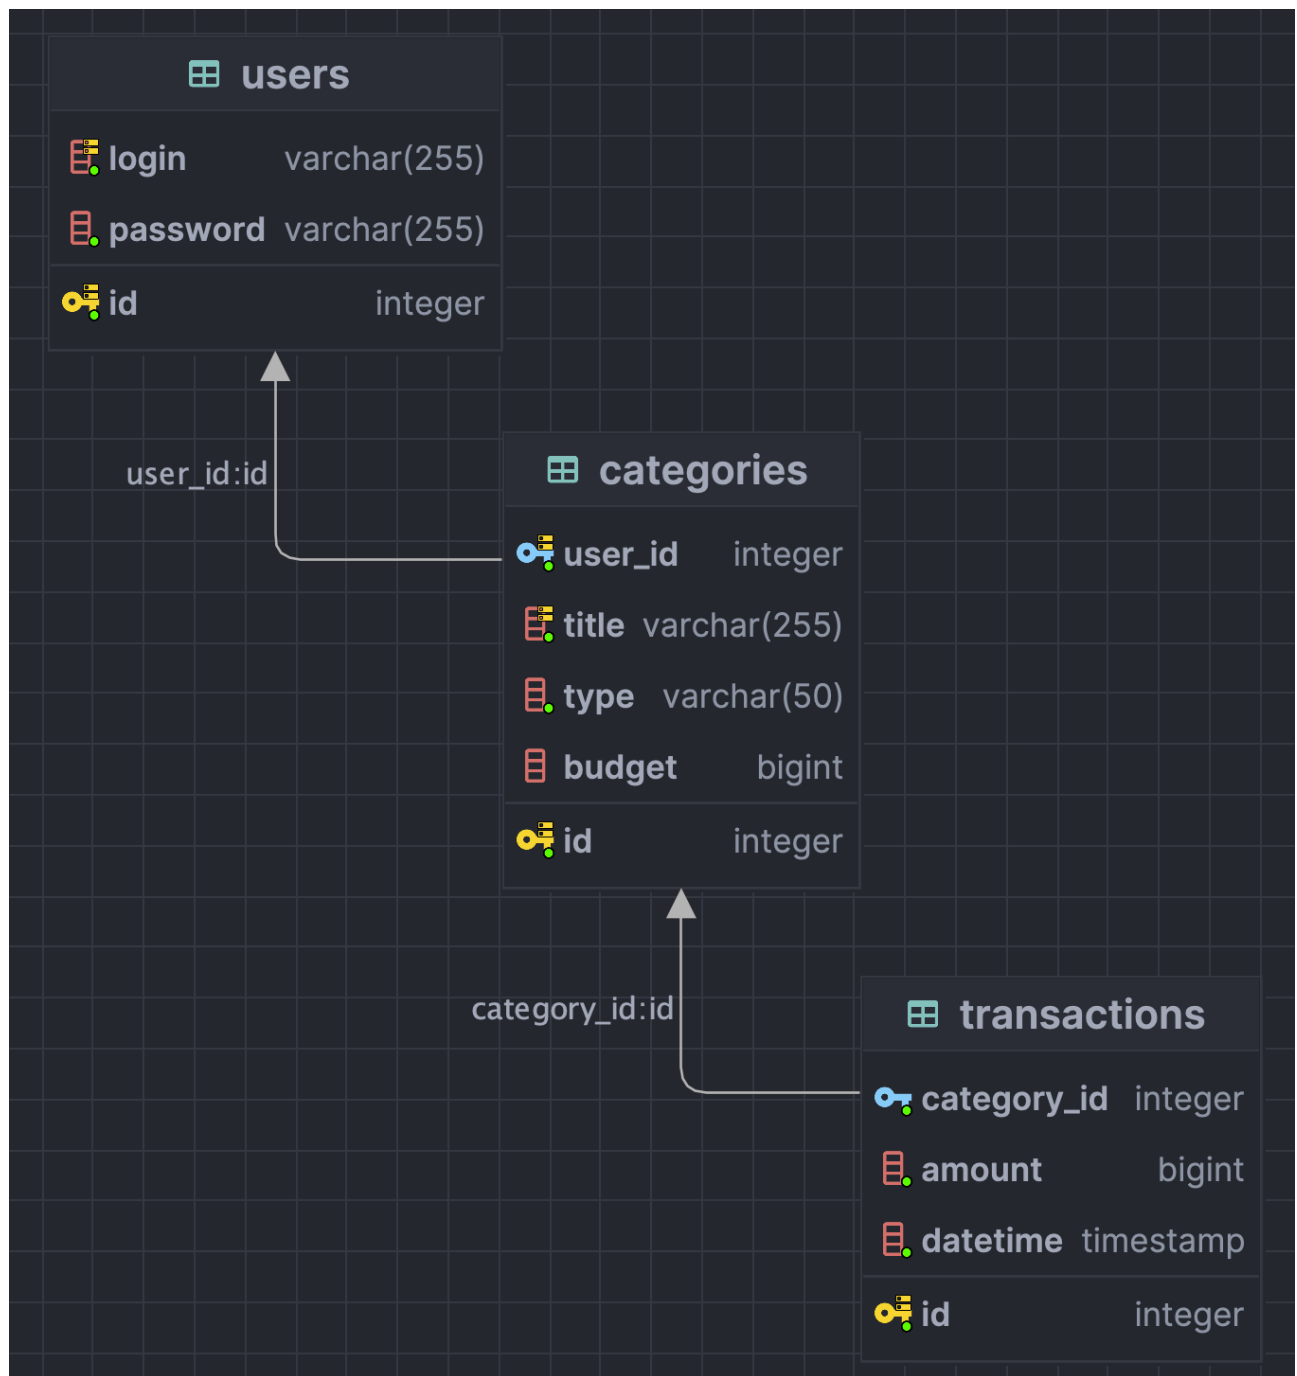 users
login varchar(255)
password varchar(255)
id integer
user_id:id
categories
user_id integer
title varchar(255)
type varchar(50)
budget bigint
id integer
category_id:id
transactions
category_id integer
amount bigint
datetime timestamp
id integer